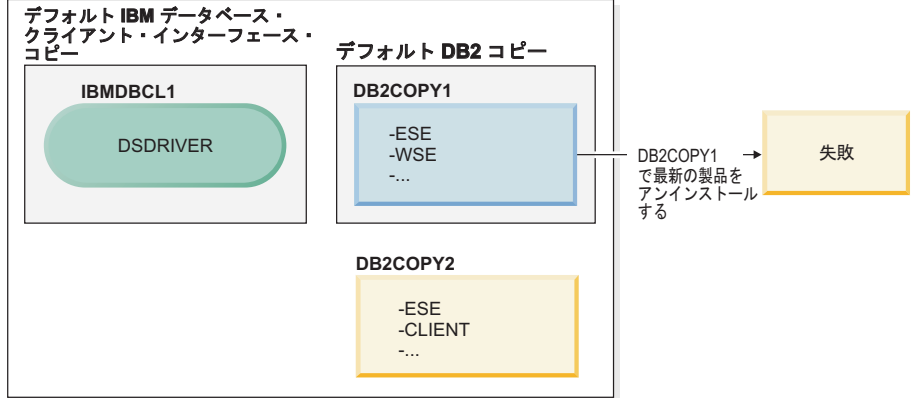 デフォルト IBM データベース・
クライアント・インターフェース・
コピー
IBMDBCL1
DSDRIVER
デフォルト DB2 コピー
DB2COPY1
-ESE
-WSE
-...
DB2COPY1
で最新の製品を
アンインストール
する
失敗
DB2COPY2
-ESE
-CLIENT
-...